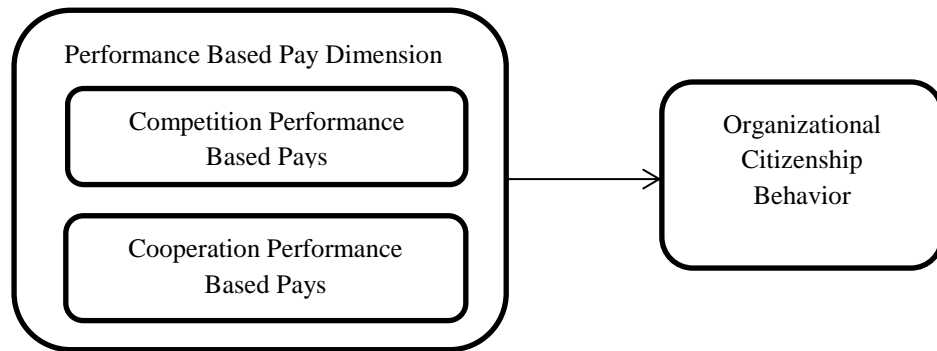 Performance Based Pay Dimension
Competition Performance
Based Pays
Cooperation Performance
Based Pays
Organizational
Citizenship
Behavior